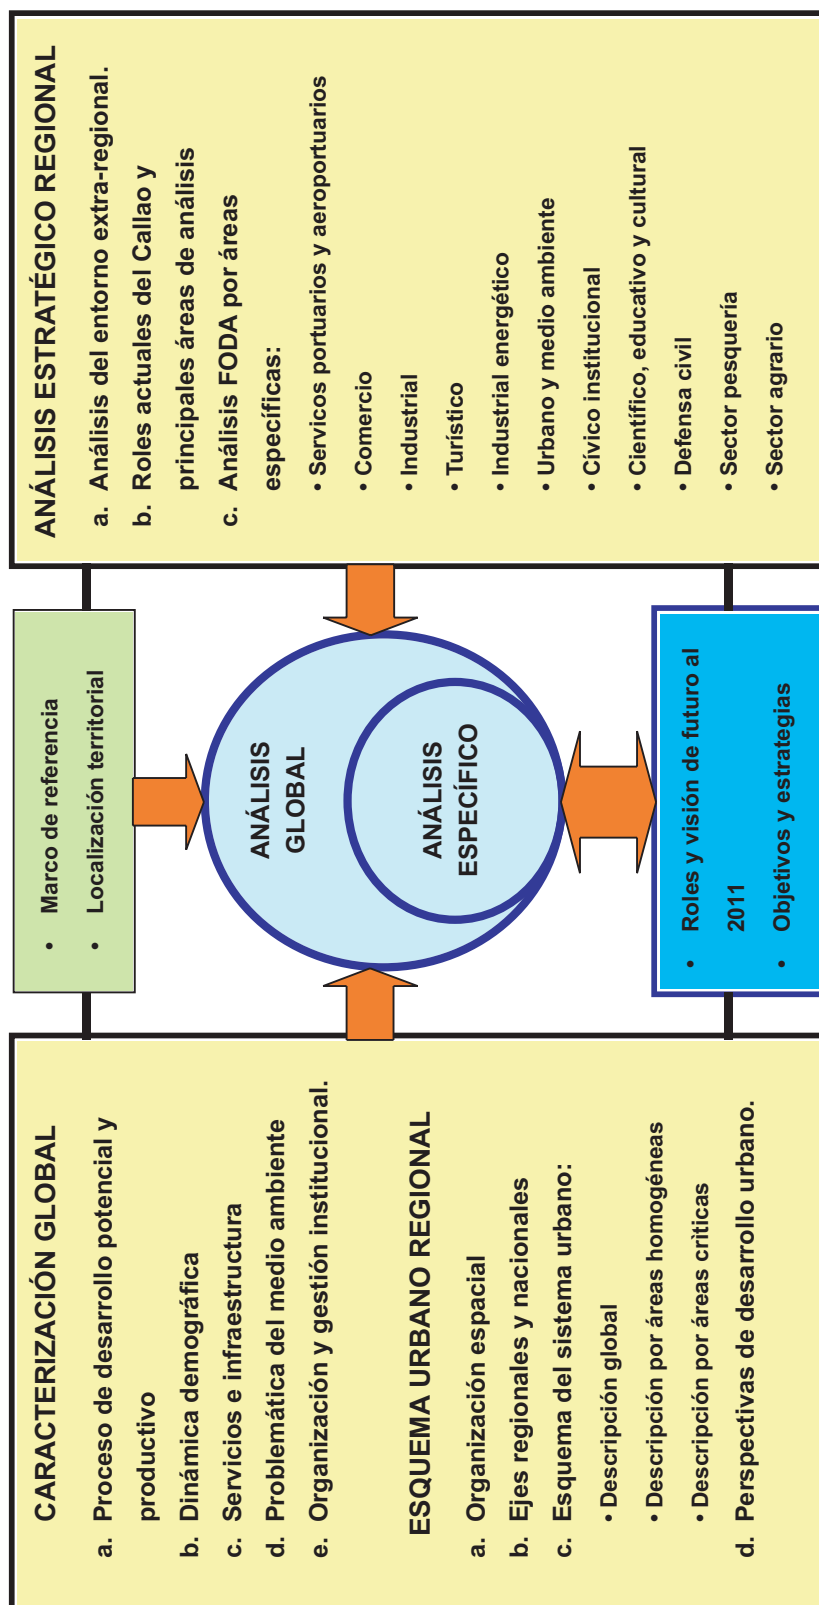 CARACTERIZACIÓN GLOBAL
a. Proceso de desarrollo potencial y
productivo
b. Dinámica demográfica
c. Servicios e infraestructura
d. Problemática del medio ambiente
e. Organización y gestión institucional.
ESQUEMA URBANO REGIONAL
a. Organización espacial
b. Ejes regionales y nacionales
c. Esquema del sistema urbano:
• Descripción global
• Descripción por áreas homogéneas
• Descripción por áreas crìticas
d. Perspectivas de desarrollo urbano.
• Marco de referencia
• Localización territorial
ANÁLISIS
GLOBAL
ANÁLISIS
ESPECÍFICO
• Roles y visión de futuro al
2011
• Objetivos y estrategias
ANÁLISIS ESTRATÉGICO REGIONAL
a. Análisis del entorno extra-regional.
b. Roles actuales del Callao y
principales áreas de análisis
c. Análisis FODA por áreas
específicas:
• Servicos portuarios y aeroportuarios
• Comercio
• Industrial
• Turístico
• Industrial energético
• Urbano y medio ambiente
• Cívico institucional
• Científico, educativo y cultural
• Defensa civil
• Sector pesquería
• Sector agrario